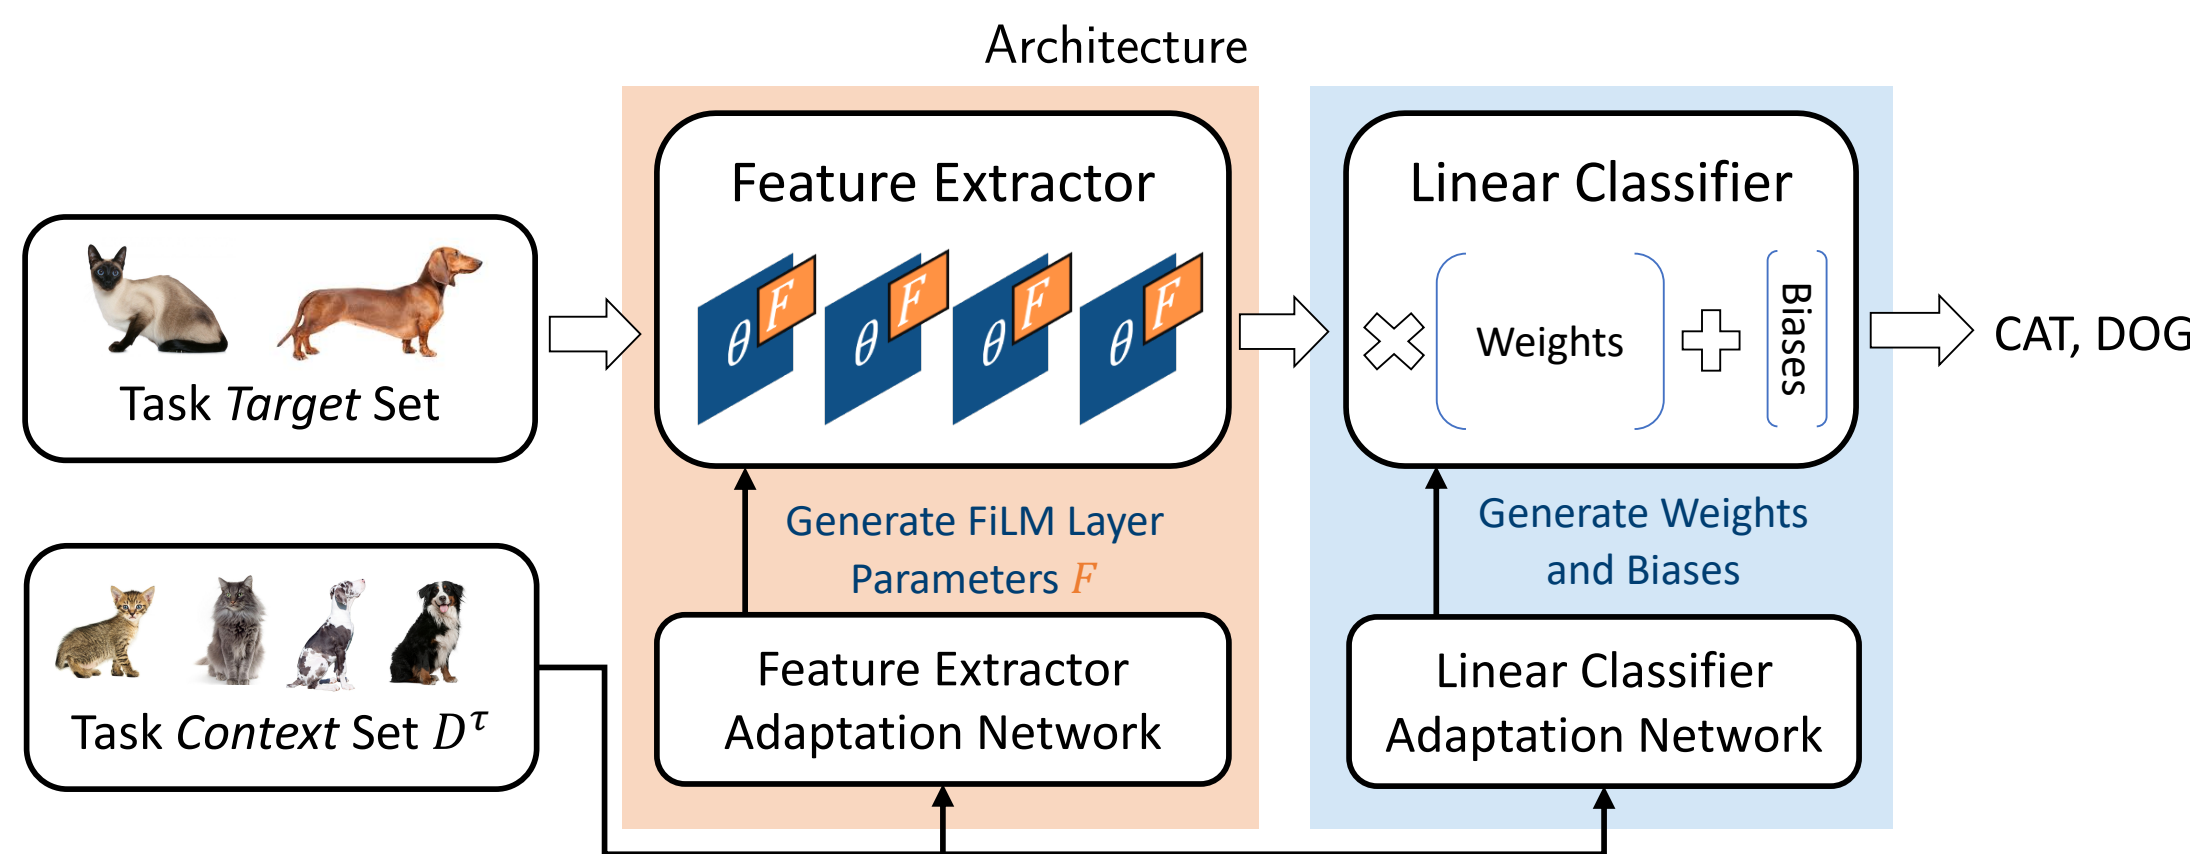 Architecture
Task Target Set
Task Context Set D^τ
Feature Extractor
θ F θ F θ F θ F
Generate FiLM Layer
Parameters F
Feature Extractor
Adaptation Network
Linear Classifier
Weights
Biases
Generate Weights
and Biases
Linear Classifier
Adaptation Network
CAT, DOG